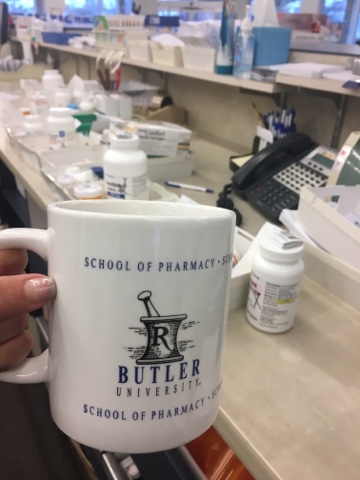 SCHOOL OF PHARMACY •
R
BUTLER
UNIVERSITY
SCHOOL OF PHARMACY •